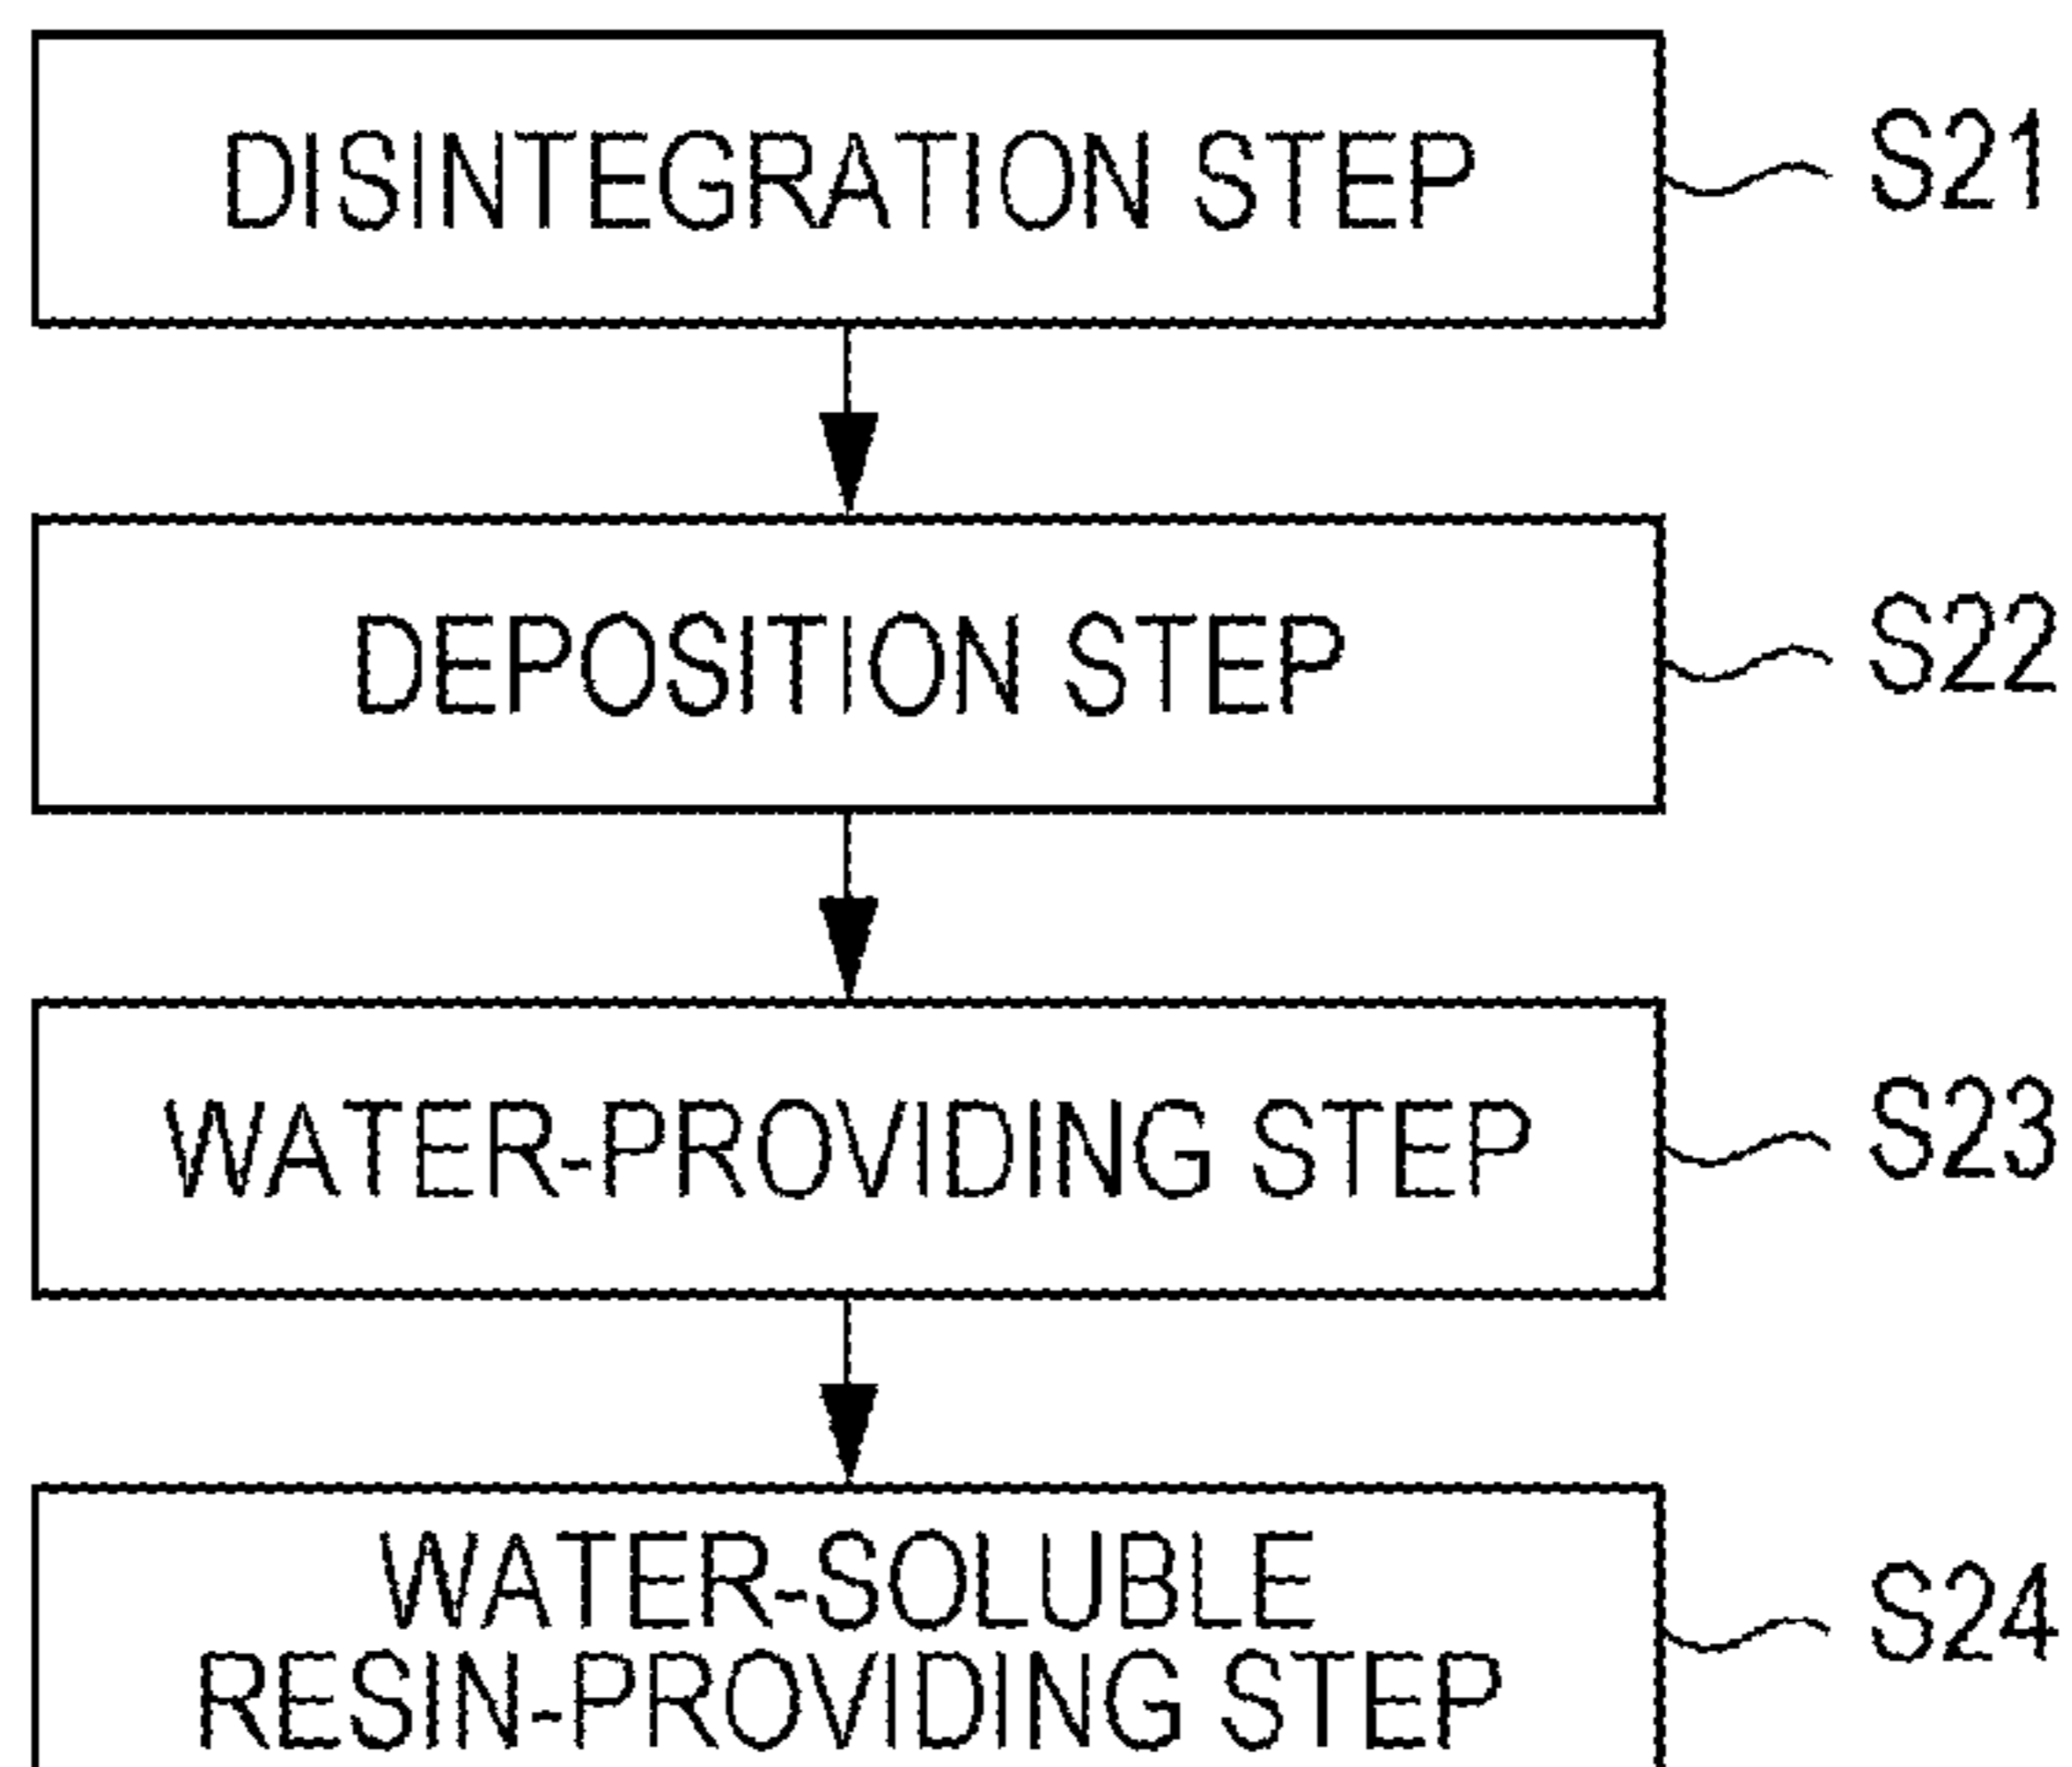 DISINTEGRATION STEP S21
DEPOSITION STEP S22
WATER-PROVIDING STEP S23
WATER-SOLUBLE
RESIN-PROVIDING STEP S24